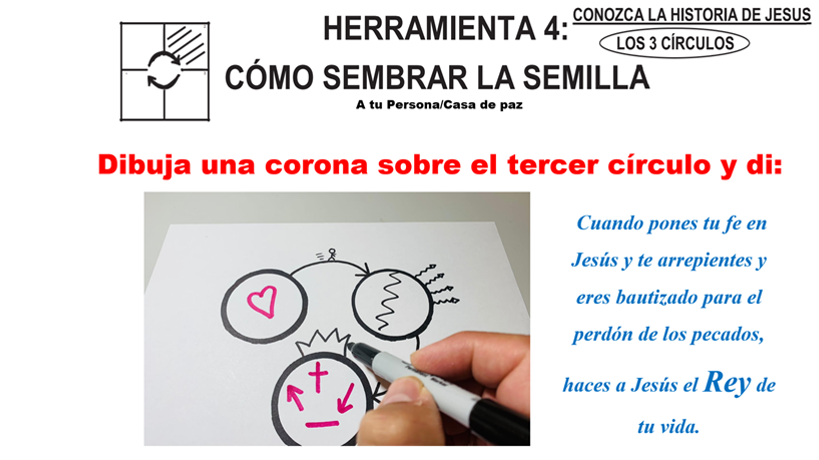 HERRAMIENTA 4:
CONOZCA LA HISTORIA DE JESUS
LOS 3 CÍRCULOS
CÓMO SEMBRAR LA SEMILLA
A tu Persona/Casa de paz
Dibuja una corona sobre el tercer círculo y di:
Cuando pones tu fe en
Jesús y te arrepientes y
eres bautizado para el
perdón de los pecados,
haces a Jesús el Rey de
tu vida.